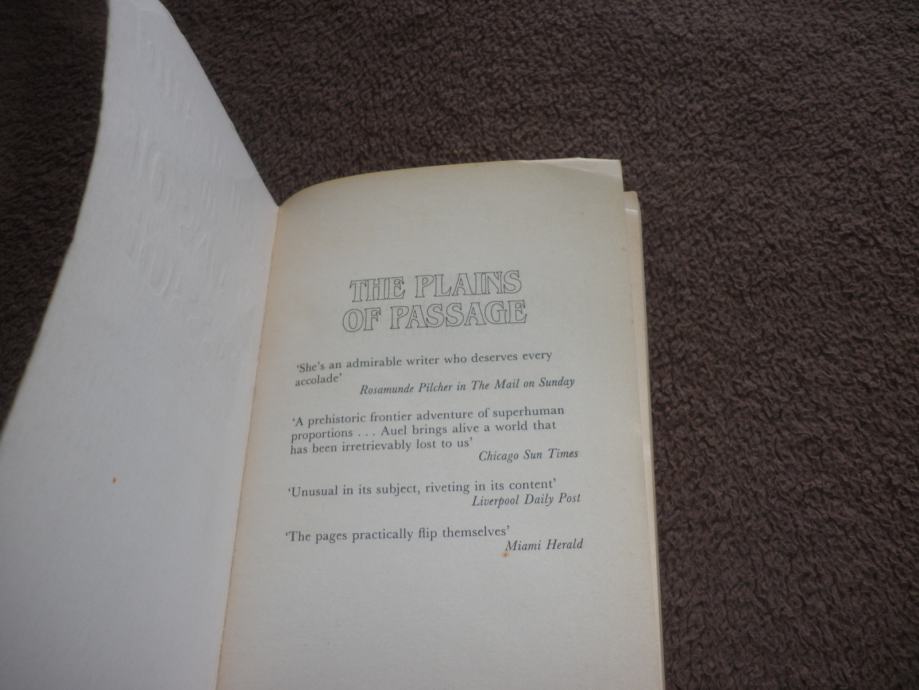 THE PLAINS
OF PASSAGE
‘She’s an admirable writer who deserves every
accolade’
Rosamunde Pilcher in The Mail on Sunday
‘A prehistoric frontier adventure of superhuman
proportions . . . Auel brings alive a world that
has been irretrievably lost to us’
Chicago Sun Times
‘Unusual in its subject, riveting in its content’
Liverpool Daily Post
‘The pages practically flip themselves’
Miami Herald